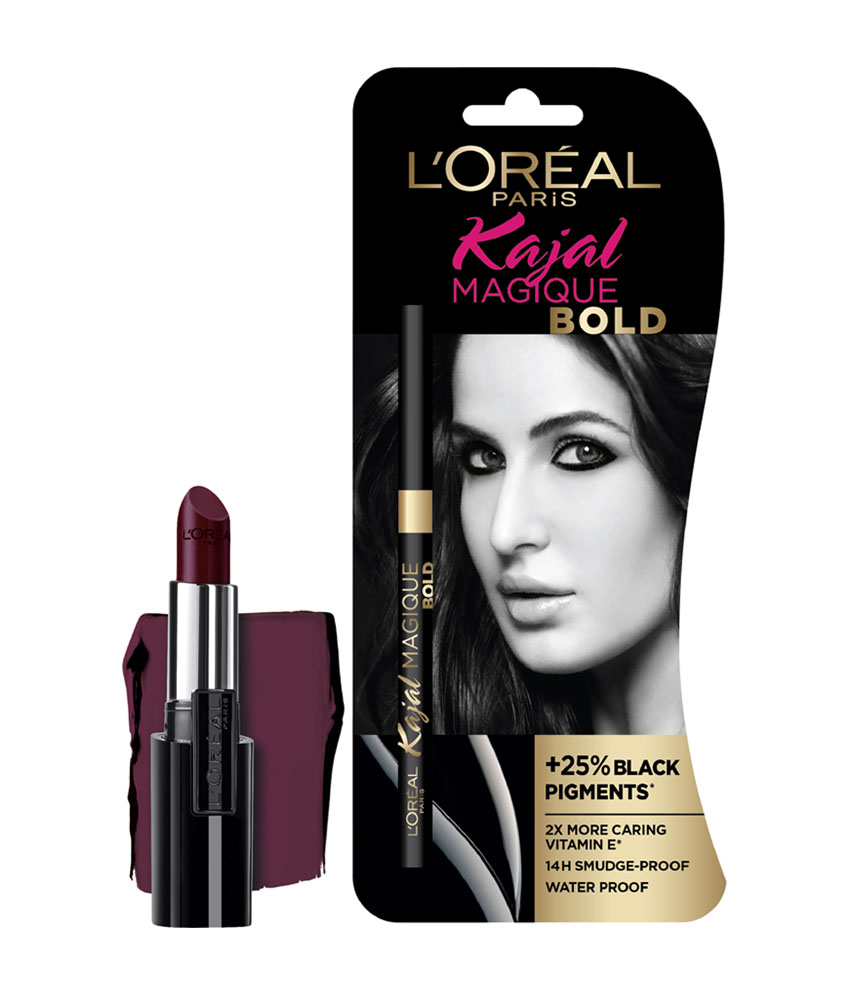 L'ORÉAL
PARIS
Kajal
MAGIQUE
BOLD
L'ORÉAL
PARIS
Kajal MAGIQUE
BOLD
+25% BLACK
PIGMENTS*
2X MORE CARING
VITAMIN E*
14H SMUDGE-PROOF
WATER PROOF
L'ORÉAL
PARIS
L'ORÉAL
PARIS